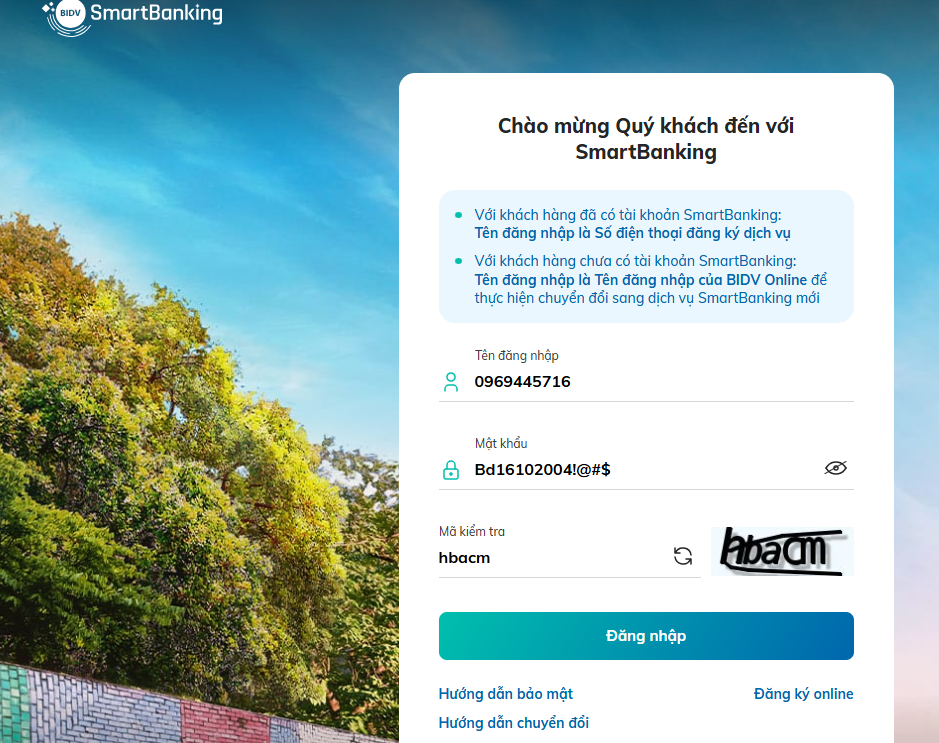 BIDV SmartBanking
Chào mừng Quý khách đến với
SmartBanking
Với khách hàng đã có tài khoản SmartBanking:
Tên đăng nhập là Số điện thoại đăng ký dịch vụ
Với khách hàng chưa có tài khoản SmartBanking:
Tên đăng nhập là Tên đăng nhập của BIDV Online để
thực hiện chuyển đổi sang dịch vụ SmartBanking mới
Tên đăng nhập
0969445716
Mật khẩu
Bd16102004!@#$
Mã kiểm tra
hbacm
hbacm
Đăng nhập
Hướng dẫn bảo mật
Đăng ký online
Hướng dẫn chuyển đổi